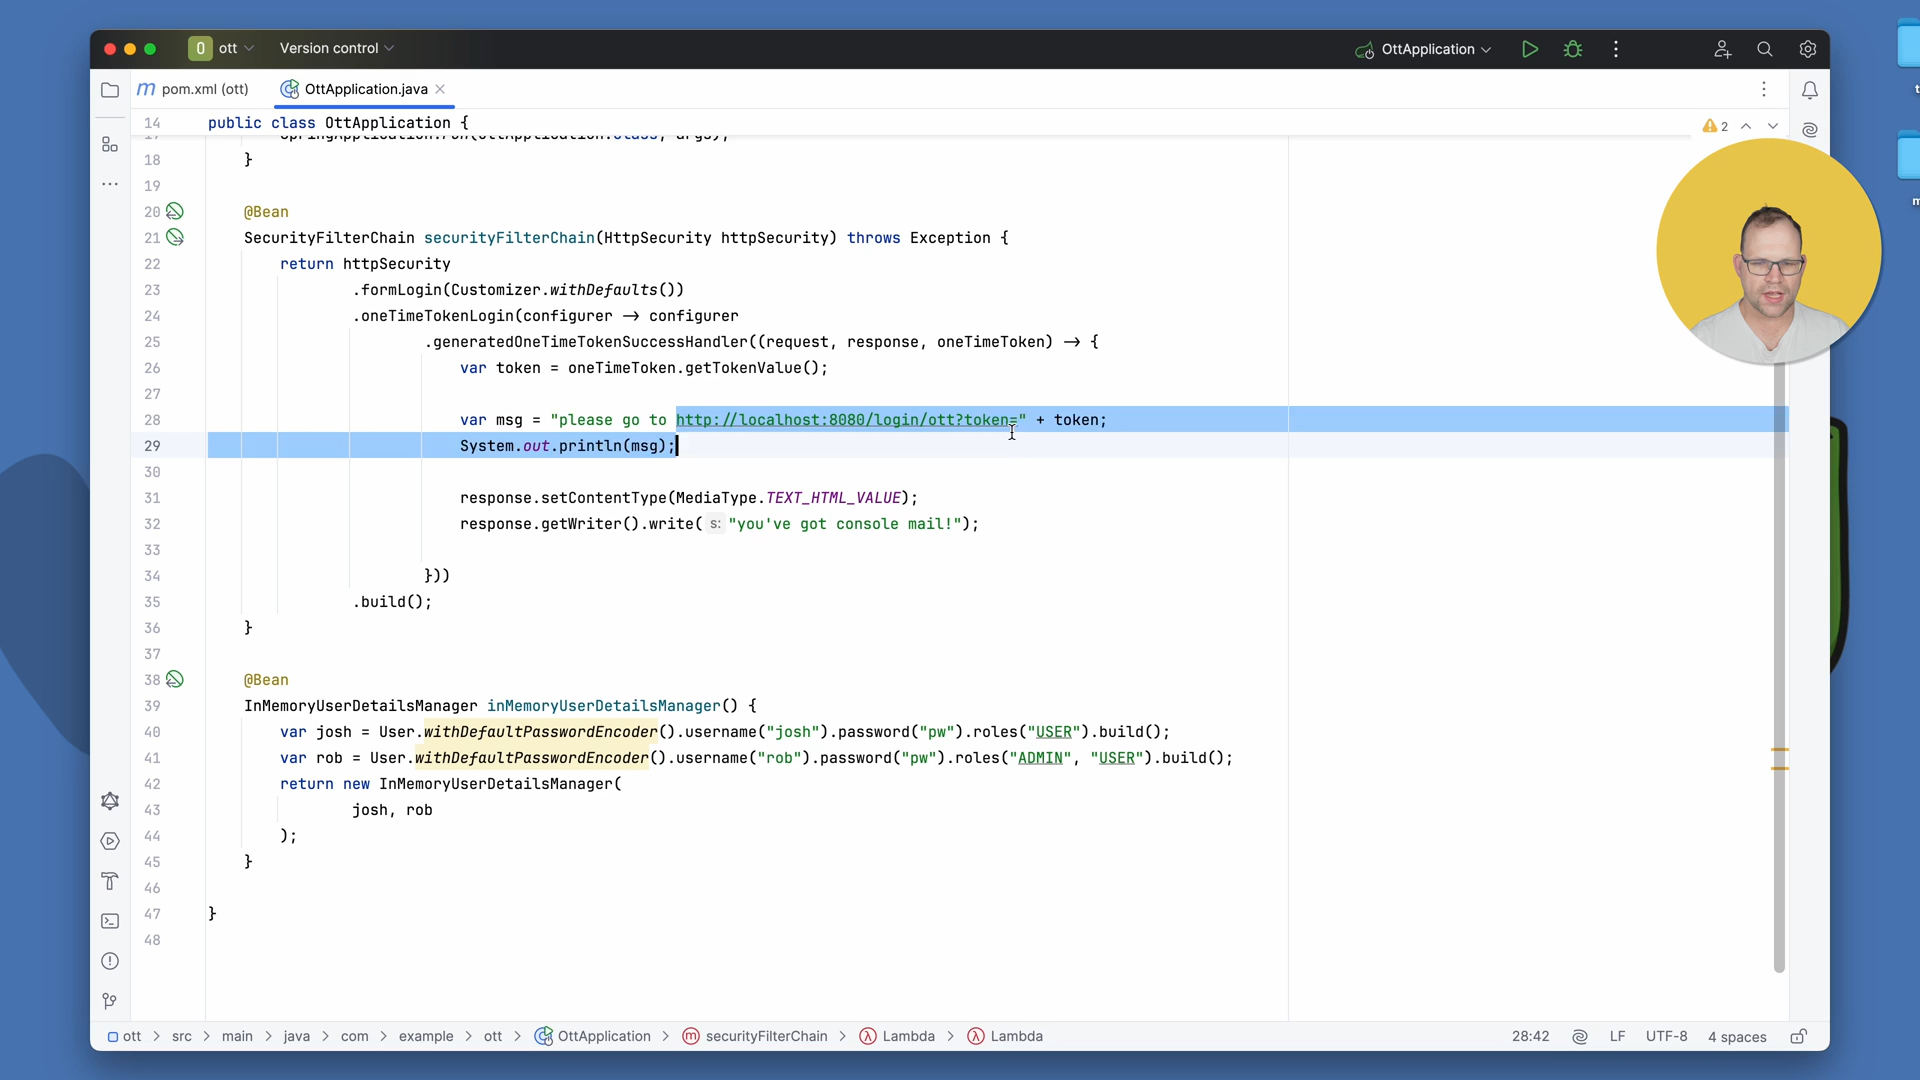 0 ott Version control OttApplication
m pom.xml (ott) OttApplication.java
14 public class OttApplication { 2
18 }
19
20 @Bean
21 SecurityFilterChain securityFilterChain(HttpSecurity httpSecurity) throws Exception {
22 return httpSecurity
23 .formLogin(Customizer.withDefaults())
24 .oneTimeTokenLogin(configurer → configurer
25 .generatedOneTimeTokenSuccessHandler((request, response, oneTimeToken) → {
26 var token = oneTimeToken.getTokenValue();
27
28 var msg = "please go to http://localhost:8080/login/ott?token=" + token;
29 System.out.println(msg);
30
31 response.setContentType(MediaType.TEXT_HTML_VALUE);
32 response.getWriter().write( s: "you've got console mail!");
33
34 }))
35 .build();
36 }
37
38 @Bean
39 InMemoryUserDetailsManager inMemoryUserDetailsManager() {
40 var josh = User.withDefaultPasswordEncoder().username("josh").password("pw").roles("USER").build();
41 var rob = User.withDefaultPasswordEncoder().username("rob").password("pw").roles("ADMIN", "USER").build();
42 return new InMemoryUserDetailsManager(
43 josh, rob
44 );
45 }
46
47 }
48
ott > src > main > java > com > example > ott > OttApplication > m securityFilterChain > λ Lambda > λ Lambda 28:42 LF UTF-8 4 spaces